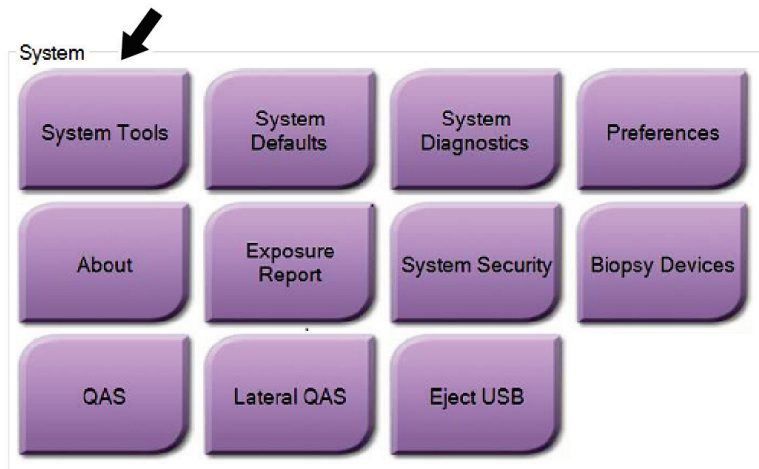 System
System Tools
System
Defaults
System
Diagnostics
Preferences
About
Exposure
Report
System Security
Biopsy Devices
QAS
Lateral QAS
Eject USB